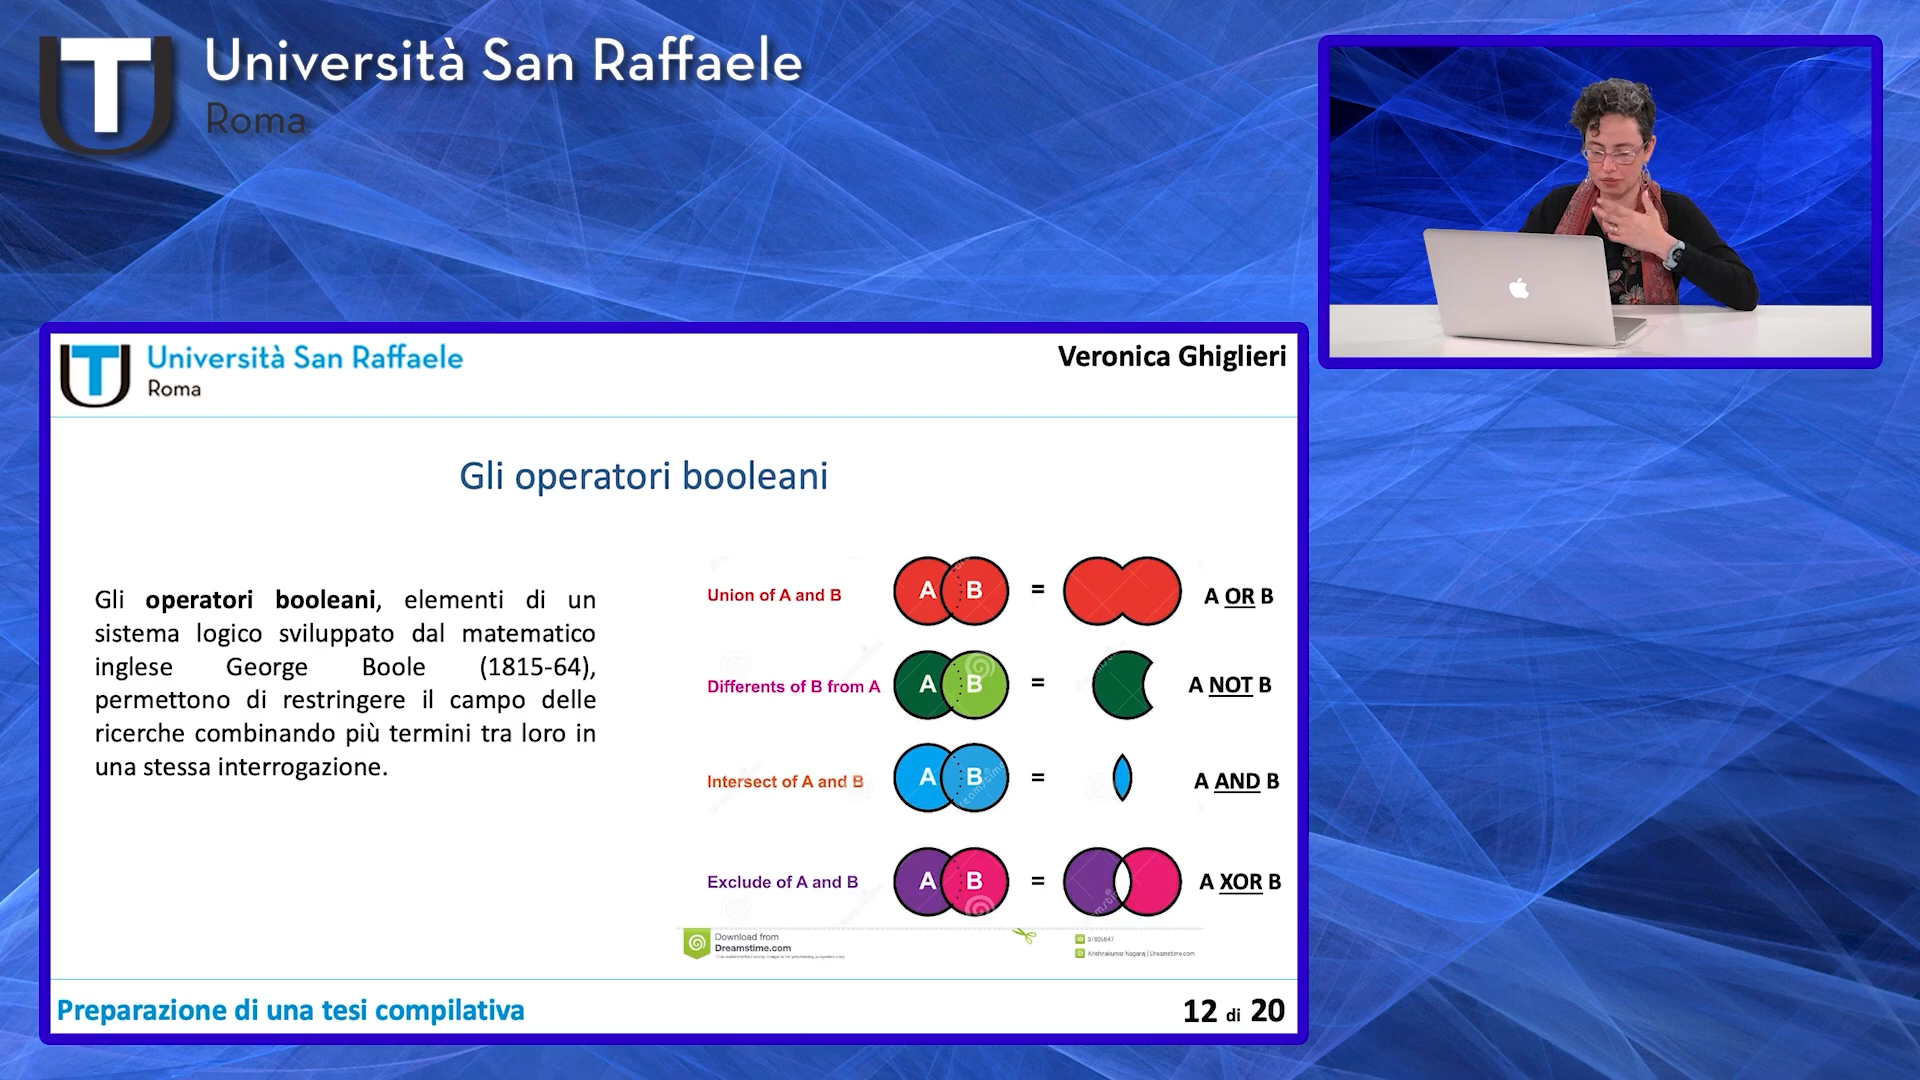 Università San Raffaele
Roma
Università San Raffaele
Roma
Veronica Ghiglieri
Gli operatori booleani
Gli operatori booleani, elementi di un
sistema logico sviluppato dal matematico
inglese George Boole (1815-64),
permettono di restringere il campo delle
ricerche combinando più termini tra loro in
una stessa interrogazione.
Union of A and B A B = A OR B
Differents of B from A A B = A NOT B
Intersect of A and B A B = A AND B
Exclude of A and B A B = A XOR B
Download from
Dreamstime.com
Preparazione di una tesi compilativa
12 di 20